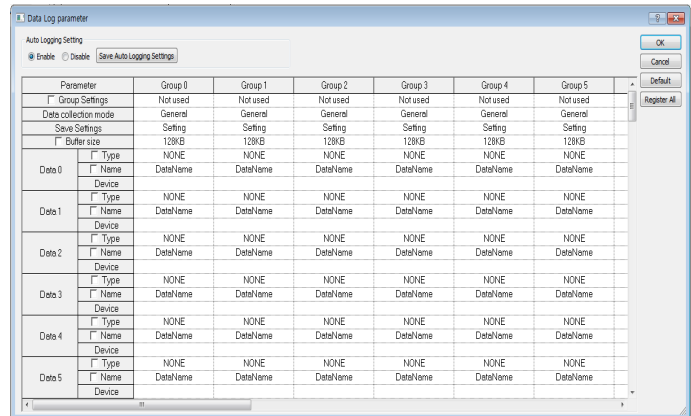 Data Log parameter
Auto Logging Setting
Enable Disable Save Auto Logging Settings
OK
Cancel
Default
Register All
Parameter Group 0 Group 1 Group 2 Group 3 Group 4 Group 5
Group Settings Not used Not used Not used Not used Not used Not used
Data collection mode General General General General General General
Save Settings Setting Setting Setting Setting Setting Setting
Buffer size 128KB 128KB 128KB 128KB 128KB 128KB
Type NONE NONE NONE NONE NONE NONE
Data 0 Name DataName DataName DataName DataName DataName DataName
Device
Type NONE NONE NONE NONE NONE NONE
Data 1 Name DataName DataName DataName DataName DataName DataName
Device
Type NONE NONE NONE NONE NONE NONE
Data 2 Name DataName DataName DataName DataName DataName DataName
Device
Type NONE NONE NONE NONE NONE NONE
Data 3 Name DataName DataName DataName DataName DataName DataName
Device
Type NONE NONE NONE NONE NONE NONE
Data 4 Name DataName DataName DataName DataName DataName DataName
Device
Type NONE NONE NONE NONE NONE NONE
Data 5 Name DataName DataName DataName DataName DataName DataName
Device